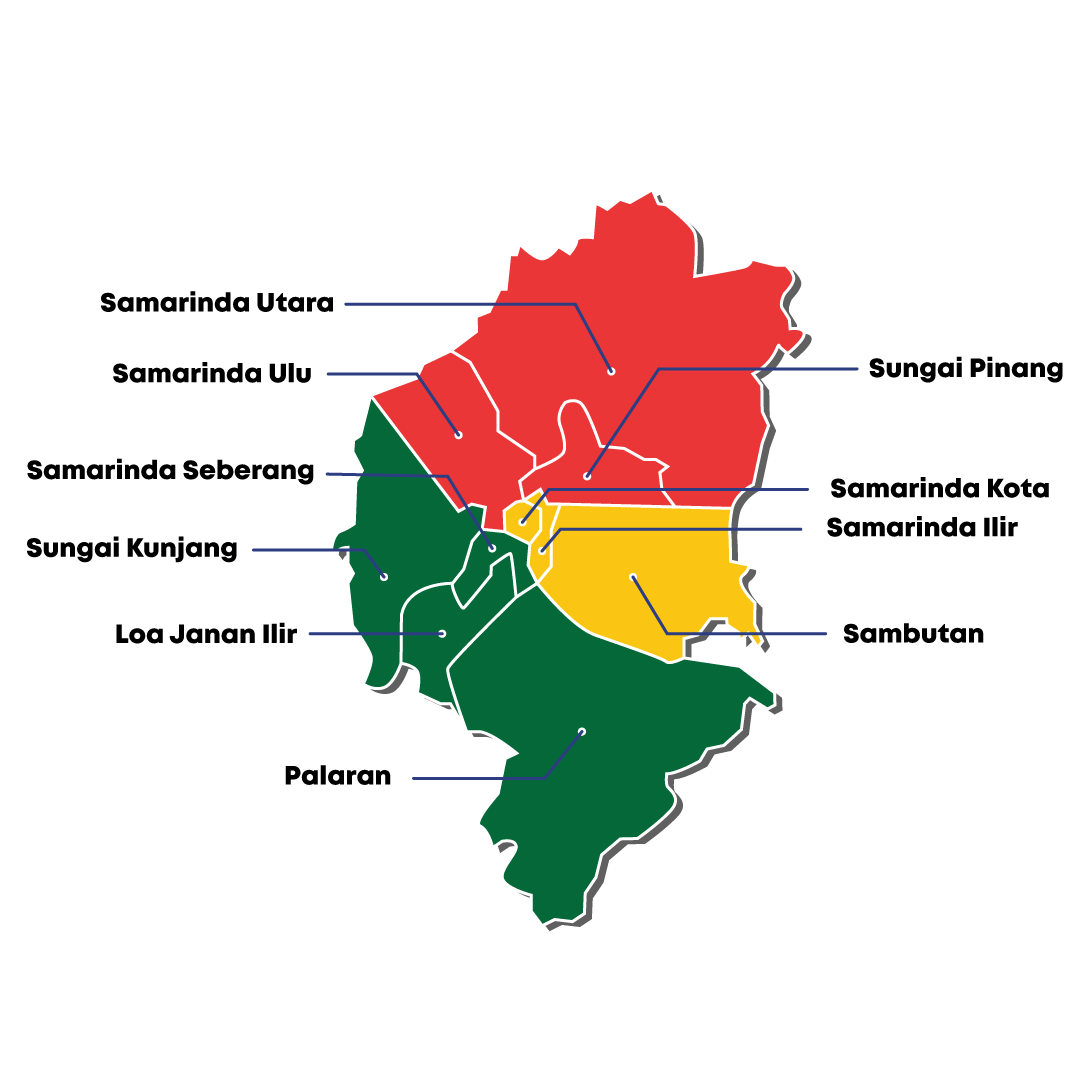 Samarinda Utara
Samarinda Ulu
Sungai Pinang
Samarinda Seberang
Samarinda Kota
Samarinda Ilir
Sungai Kunjang
Loa Janan Ilir
Sambutan
Palaran